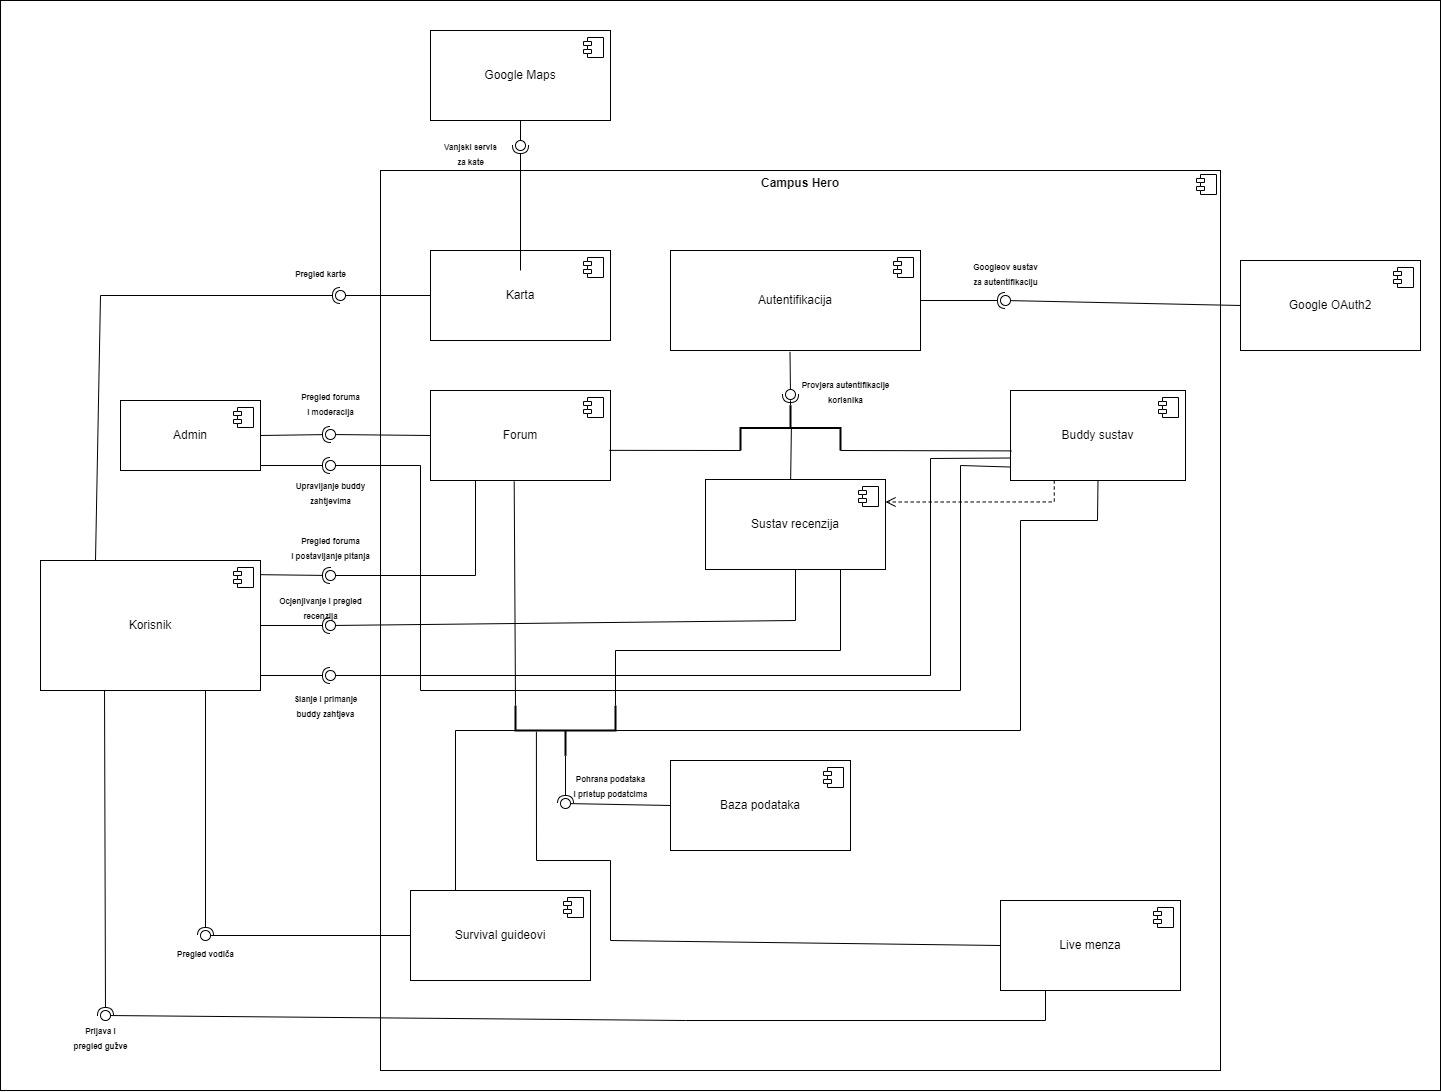 Google Maps
Vanjski servis
za kate
Campus Hero
Pregled karte
Karta
Autentifikacija
Googleov sustav
za autentifikaciju
Google OAuth2
Admin
Pregled foruma
i moderacija
Forum
Provjera autentifikacije
korisnika
Buddy sustav
Upravljanje buddy
zahtjevima
Sustav recenzija
Pregled foruma
i postavljanje pitanja
Korisnik
Ocjenjivanje i pregled
recenzija
Slanje i primanje
buddy zahtjeva
Pohrana podataka
i pristup podatcima
Baza podataka
Pregled vodiča
Survival guideovi
Live menza
Prijava i
pregled gužve